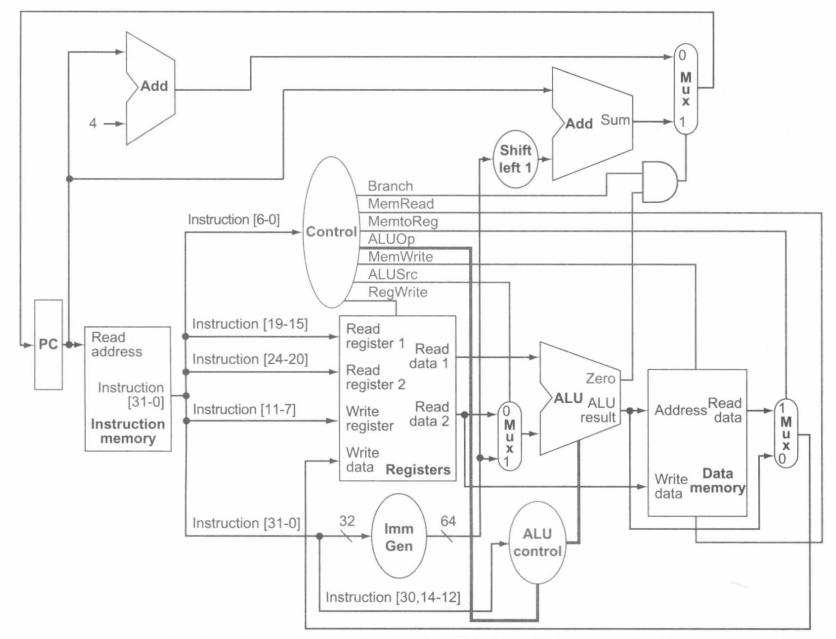 Add
4
Add Sum
0
M
u
x
1
Shift
left 1
Branch
MemRead
MemtoReg
ALUOp
MemWrite
ALUSrc
RegWrite
Control
Instruction [6-0]
PC
Read
address
Instruction
[31-0]
Instruction
memory
Instruction [19-15]
Instruction [24-20]
Instruction [11-7]
Instruction [31-0]
Read
register 1
Read
register 2
Write
register
Write
data
Read
data 1
Read
data 2
Registers
0
M
u
x
1
Zero
ALU
ALU
result
Address
Read
data
Write
data
Data
memory
1
M
u
x
0
32
Imm
Gen
64
ALU
control
Instruction [30,14-12]